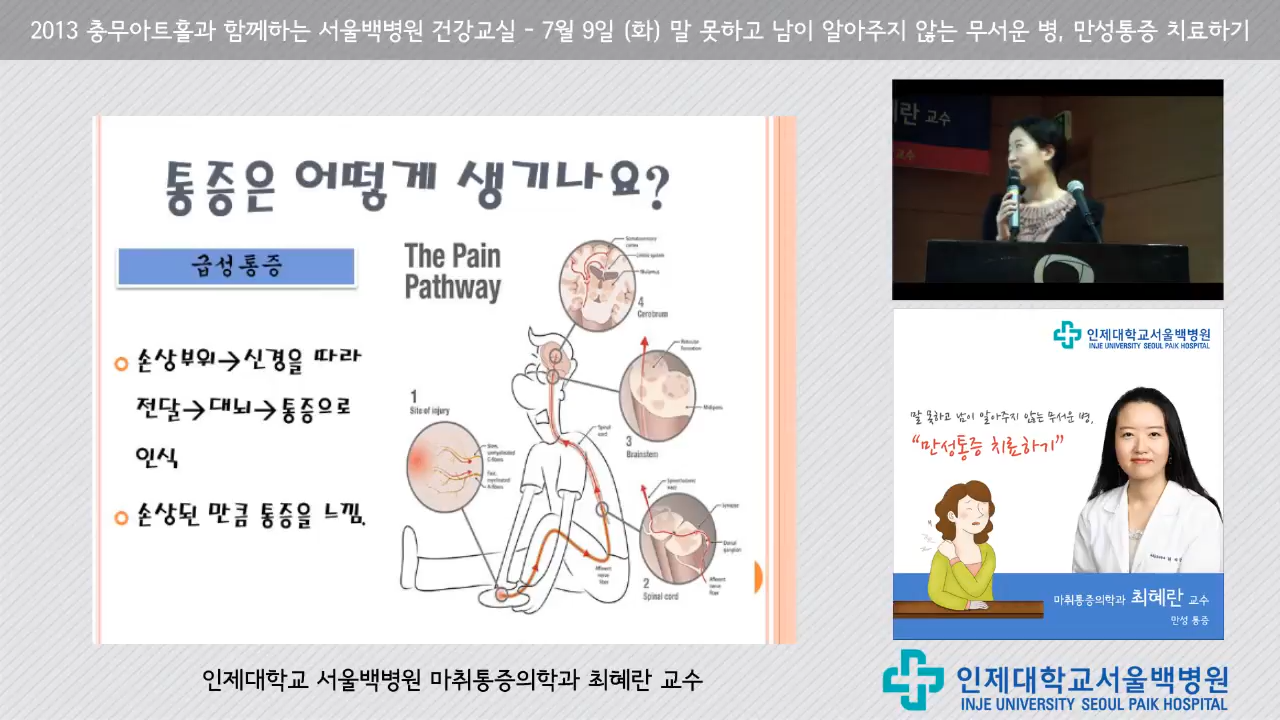 2013 충무아트홀과 함께하는 서울백병원 건강교실 - 7월 9일 (화) 말 못하고 남이 알아주지 않는 무서운 병, 만성통증 치료하기
통증은 어떻게 생기나요?
급성통증
손상부위→신경을 따라
전달→대뇌→통증으로
인식
손상된 만큼 통증을 느낌.
The Pain
Pathway
Somatosensory
cortex
Limbic system
Thalamus
4
Cerebrum
Reticular
formation
Midpons
3
Brainstem
1
Site of injury
Slow,
unmyelinated
C-fibers
Fast,
myelinated
A-fibers
Spinal
cord
Spinothalamic
tract
Dorsal
ganglion
Afferent
nerve
fiber
2
Spinal cord
Afferent
nerve
fiber
란 교수
교수
인제대학교서울백병원
INJE UNIVERSITY SEOUL PAIK HOSPITAL
말 못하고 남이 알아주지 않는 무서운 병,
“만성통증 치료하기”
마취통증의학과 최혜란 교수
만성 통증
인제대학교 서울백병원 마취통증의학과 최혜란 교수
인제대학교서울백병원
INJE UNIVERSITY SEOUL PAIK HOSPITAL